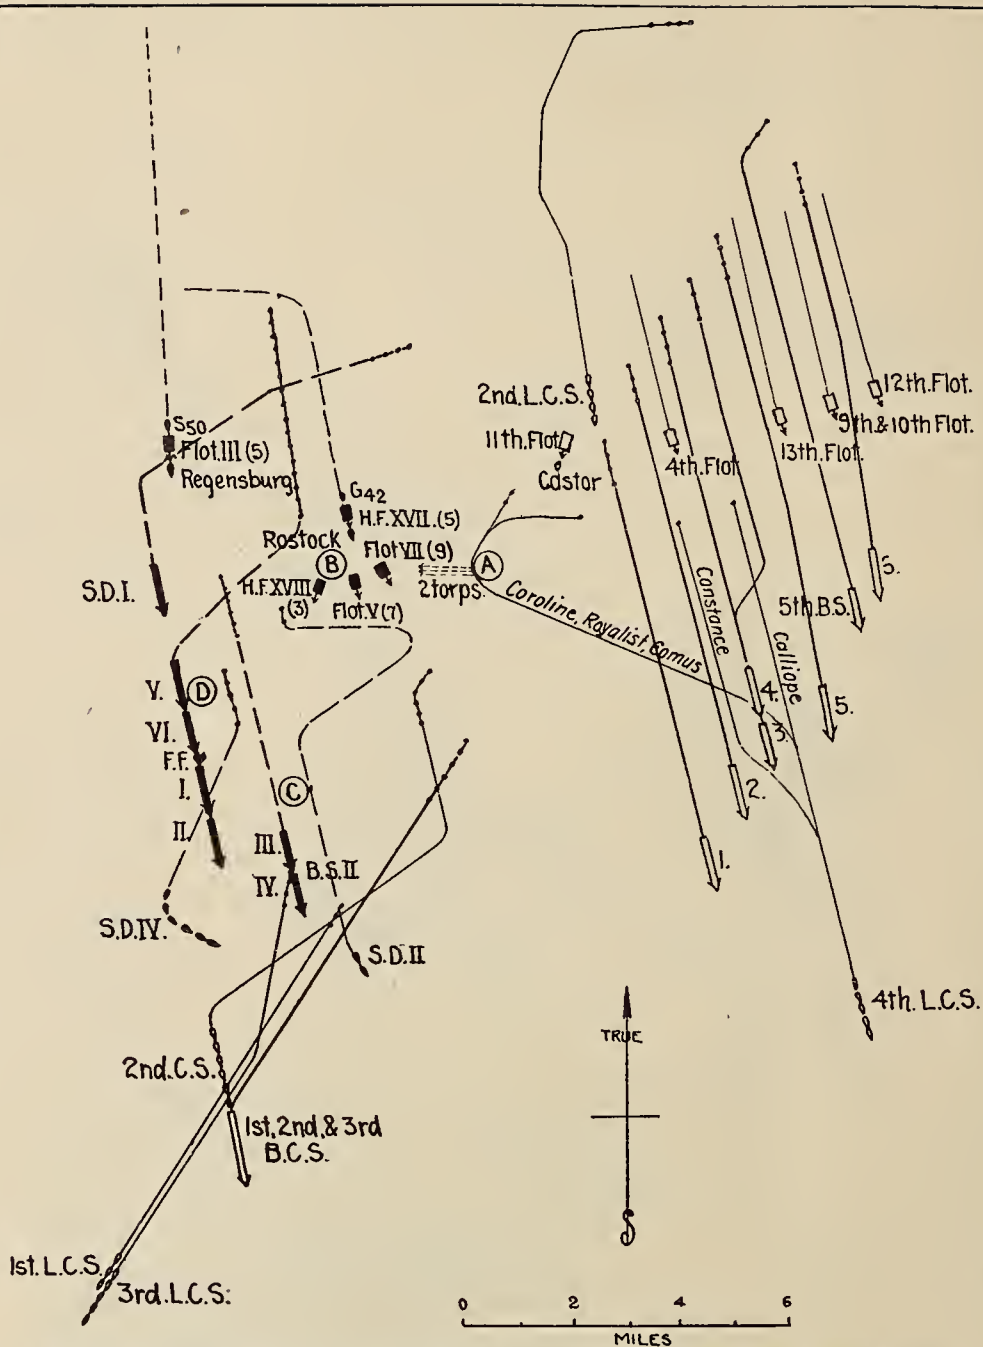 S50
Flot.III (5)
Regensburg
G42
H.F.XVII.(5)
Rostock
B
Flot VII (9)
H.F.XVIII
(3)
Flot.V (7)
2 torps.
A
S.D.I.
V.
D
VI.
F.F.
I.
II.
C
III.
B.S.II
IV.
S.D.IV.
S.D.II
2nd.L.C.S.
11th.Flot
Castor
4th.Flot
13th.Flot.
9th.&10th Flot.
12th.Flot.
Caroline, Royalist, Comus
Constance
Calliope
5.
5th.B.S.
4.
3.
5.
2.
1.
4th. L.C.S.
2nd.C.S.
1st, 2nd, & 3rd
B.C.S.
1st. L.C.S.
3rd.L.C.S:
TRUE
0 2 4 6
MILES